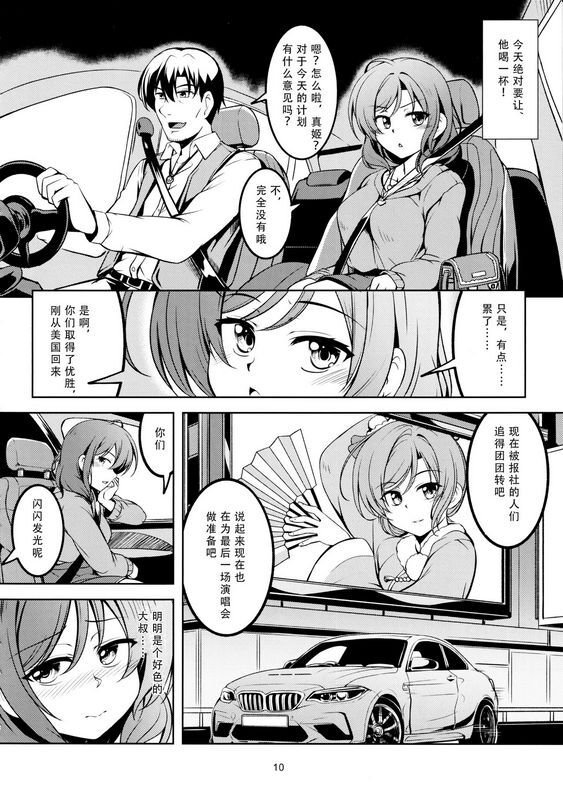 今天绝对要让、
他喝一杯！
嗯？怎么啦，真姬？
对于今天的计划
有什么意见吗？
不，
完全没有哦
只是，有点……
累了……
是啊，
你们取得了优胜，
刚从美国回来
现在被报社的人们
追得团团转吧
说起来现在也
在为最后一场演唱会
做准备吧
你们
闪闪发光呢
明明是个好色的
大叔……
10